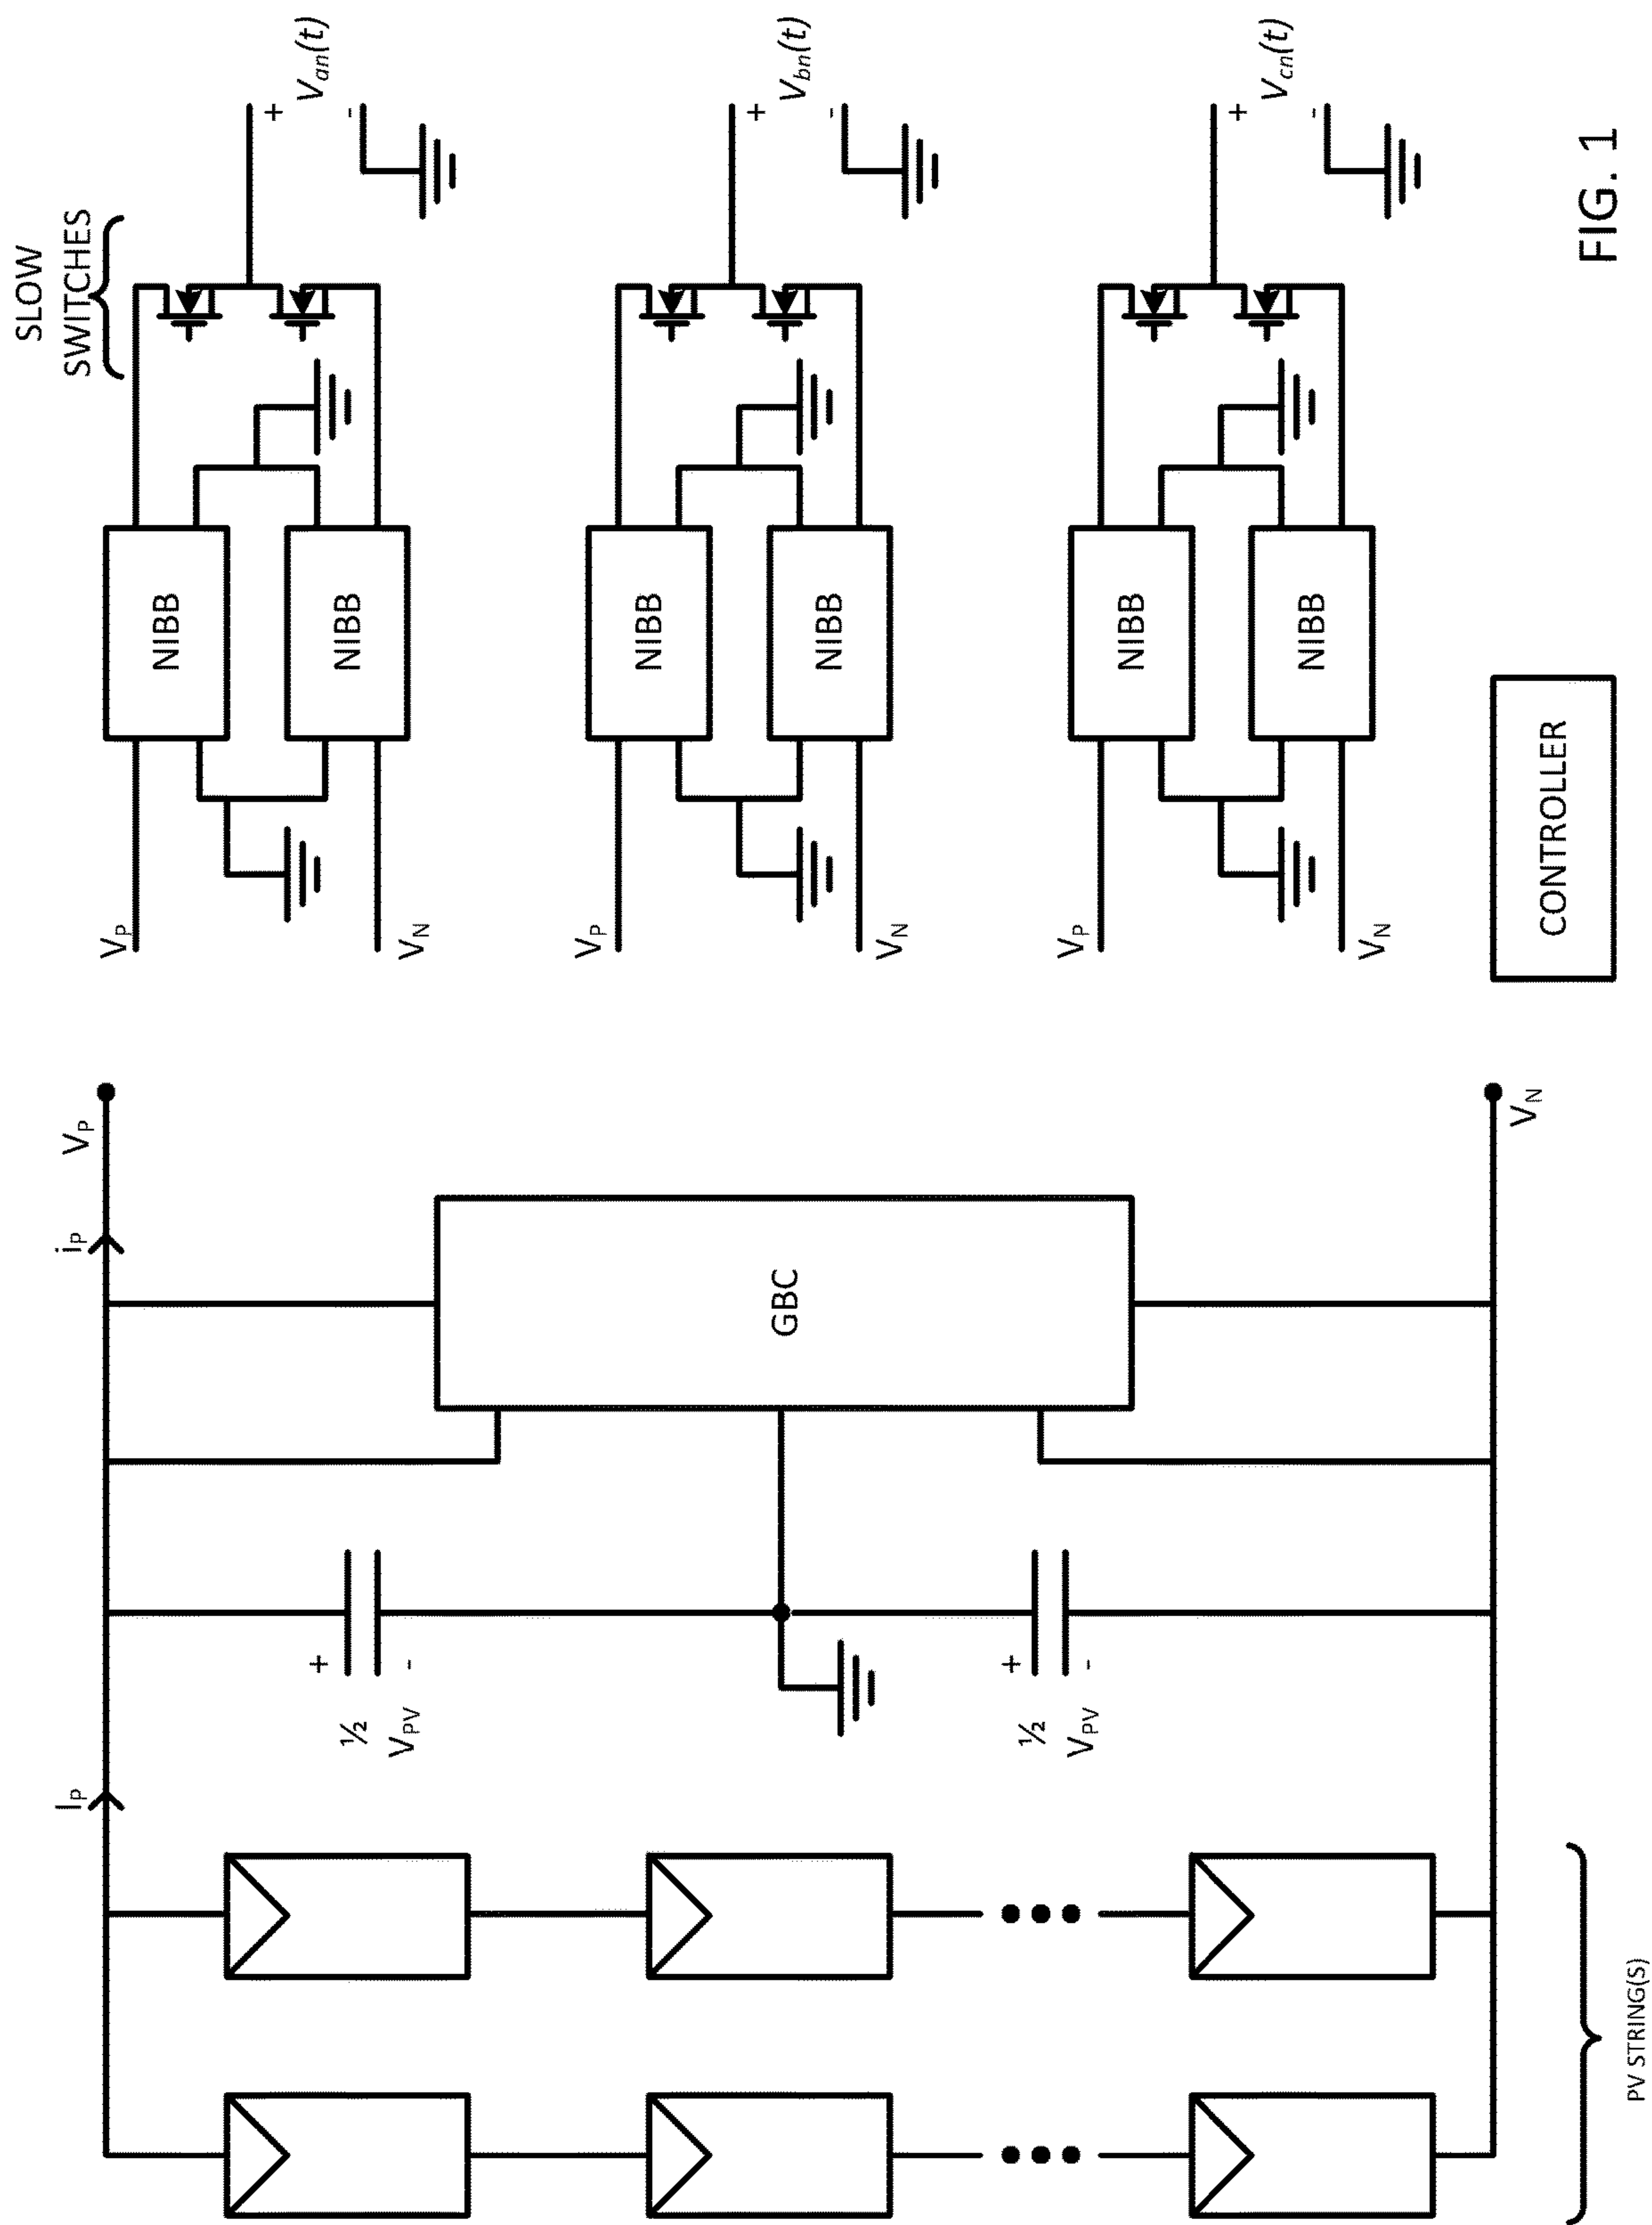 SLOW
SWITCHES
VP
NIBB
NIBB
VN
+
Van(t)
-
VP
NIBB
NIBB
VN
+
Vbn(t)
-
VP
NIBB
NIBB
VN
+
Vcn(t)
-
CONTROLLER
FIG. 1
IP
iP
VP
+
½
VPV
-
GBC
+
½
VPV
-
VN
PV STRING(S)